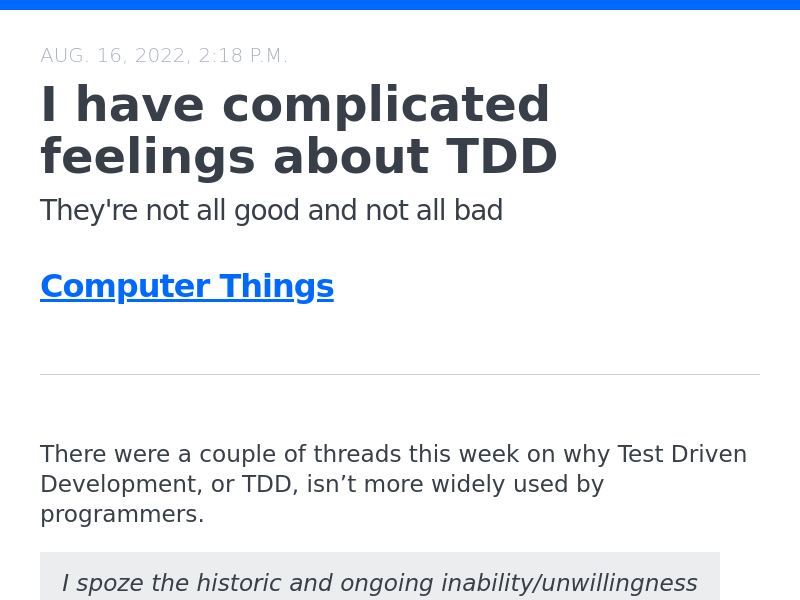 AUG. 16, 2022, 2:18 P.M.
I have complicated
feelings about TDD
They're not all good and not all bad
Computer Things
There were a couple of threads this week on why Test Driven
Development, or TDD, isn’t more widely used by
programmers.
I spoze the historic and ongoing inability/unwillingness